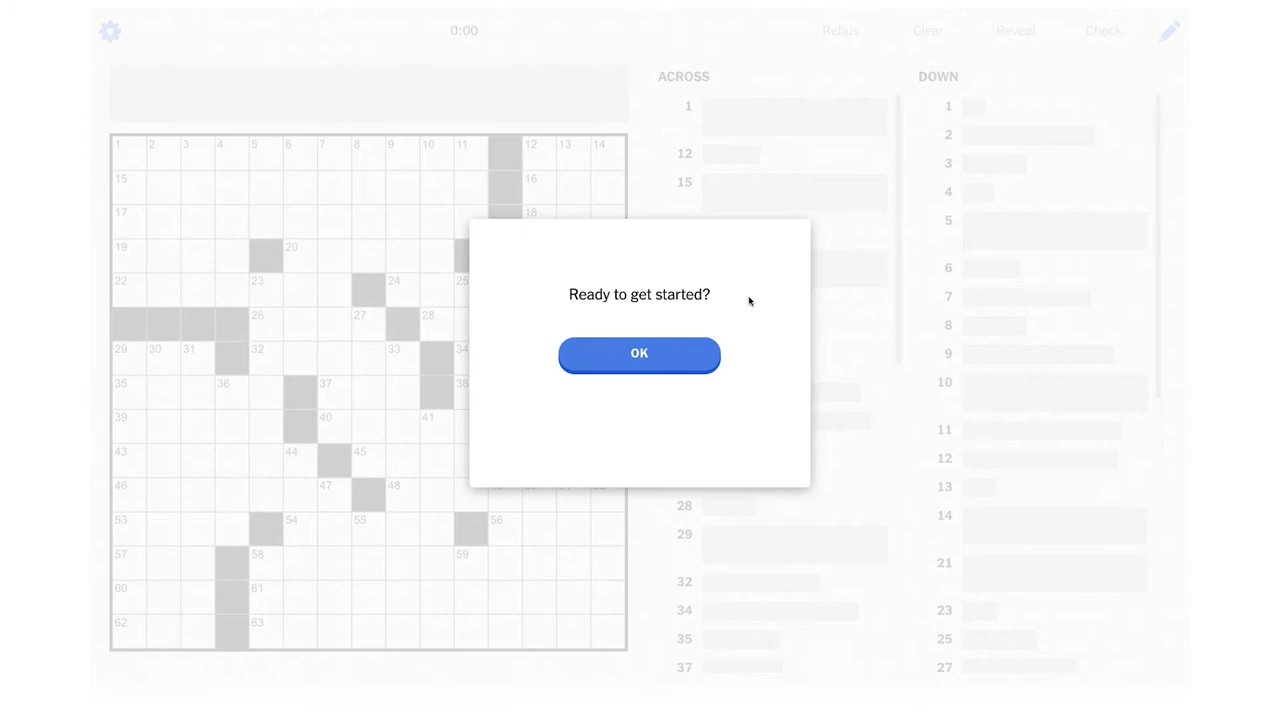 0:00
Rebus Clear Reveal Check
ACROSS
1
12
15
28
29
32
34
35
37
DOWN
1
2
3
4
5
6
7
8
9
10
11
12
13
14
21
23
25
27
1 2 3 4 5 6 7 8 9 10 11 12 13 14
15 16
17 18
19 20
22 23 24 25
26 27 28
29 30 31 32 33 34
35 36 37 38
39 40 41
43 44 45
46 47 48
53 54 55 56
57 58 59
60 61
62 63
Ready to get started?
OK